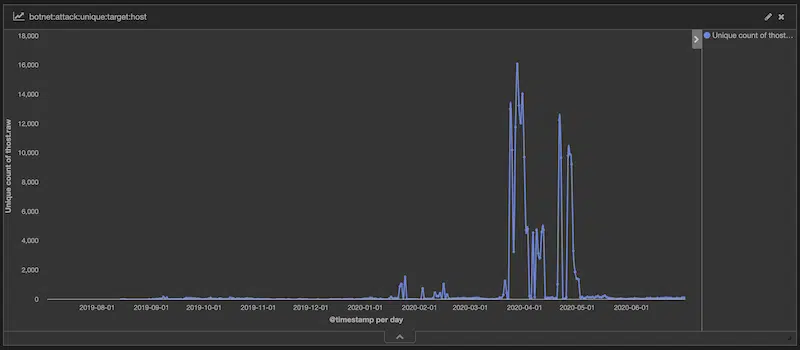 botnet:attack:unique:target:host
Unique count of thost...
18,000
16,000
14,000
12,000
10,000
8,000
6,000
4,000
2,000
0
Unique count of thost.raw
2019-08-01 2019-09-01 2019-10-01 2019-11-01 2019-12-01 2020-01-01 2020-02-01 2020-03-01 2020-04-01 2020-05-01 2020-06-01
@timestamp per day